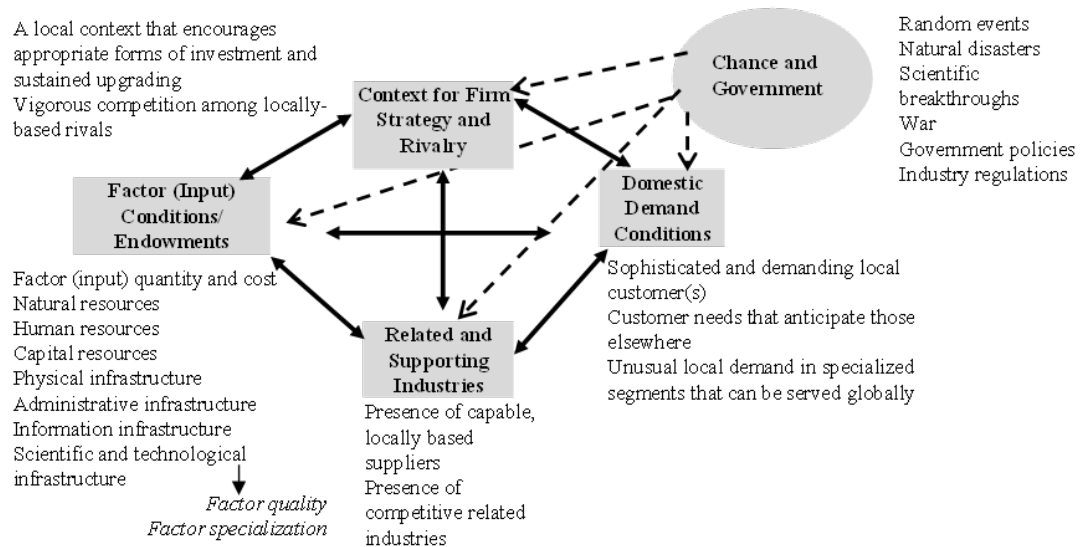 A local context that encourages
appropriate forms of investment and
sustained upgrading
Vigorous competition among locally-
based rivals
Context for Firm
Strategy and
Rivalry
Chance and
Government
Random events
Natural disasters
Scientific
breakthroughs
War
Government policies
Industry regulations
Factor (Input)
Conditions/
Endowments
Domestic
Demand
Conditions
Factor (input) quantity and cost
Natural resources
Human resources
Capital resources
Physical infrastructure
Administrative infrastructure
Information infrastructure
Scientific and technological
infrastructure
Factor quality
Factor specialization
Related and
Supporting
Industries
Presence of capable,
locally based
suppliers
Presence of
competitive related
industries
Sophisticated and demanding local
customer(s)
Customer needs that anticipate those
elsewhere
Unusual local demand in specialized
segments that can be served globally